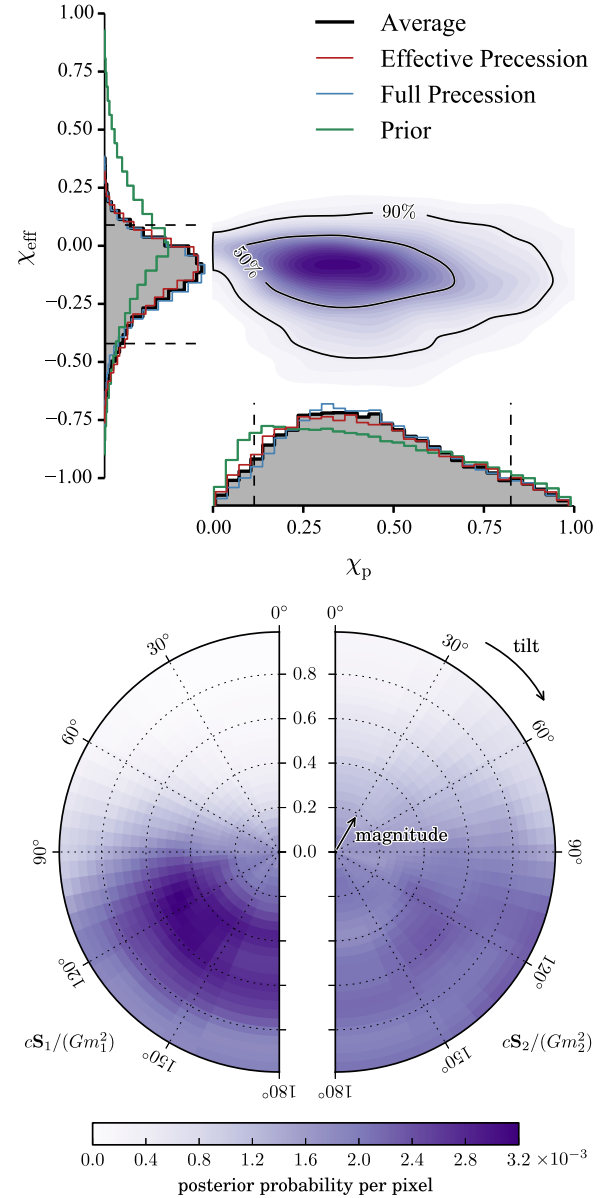 Average
Effective Precession
Full Precession
Prior
1.00
0.75
0.50
0.25
0.00
−0.25
−0.50
−0.75
−1.00
χeff
90%
50%
0.00 0.25 0.50 0.75 1.00
χp
0° 0°
30° 30° tilt
60° 60°
0.8
0.6
0.4
0.2
0.0
magnitude
90° 90°
120° 120°
150° 150°
180° 180°
cS₁/(Gm₁²) cS₂/(Gm₂²)
0.0 0.4 0.8 1.2 1.6 2.0 2.4 2.8 3.2 ×10⁻³
posterior probability per pixel